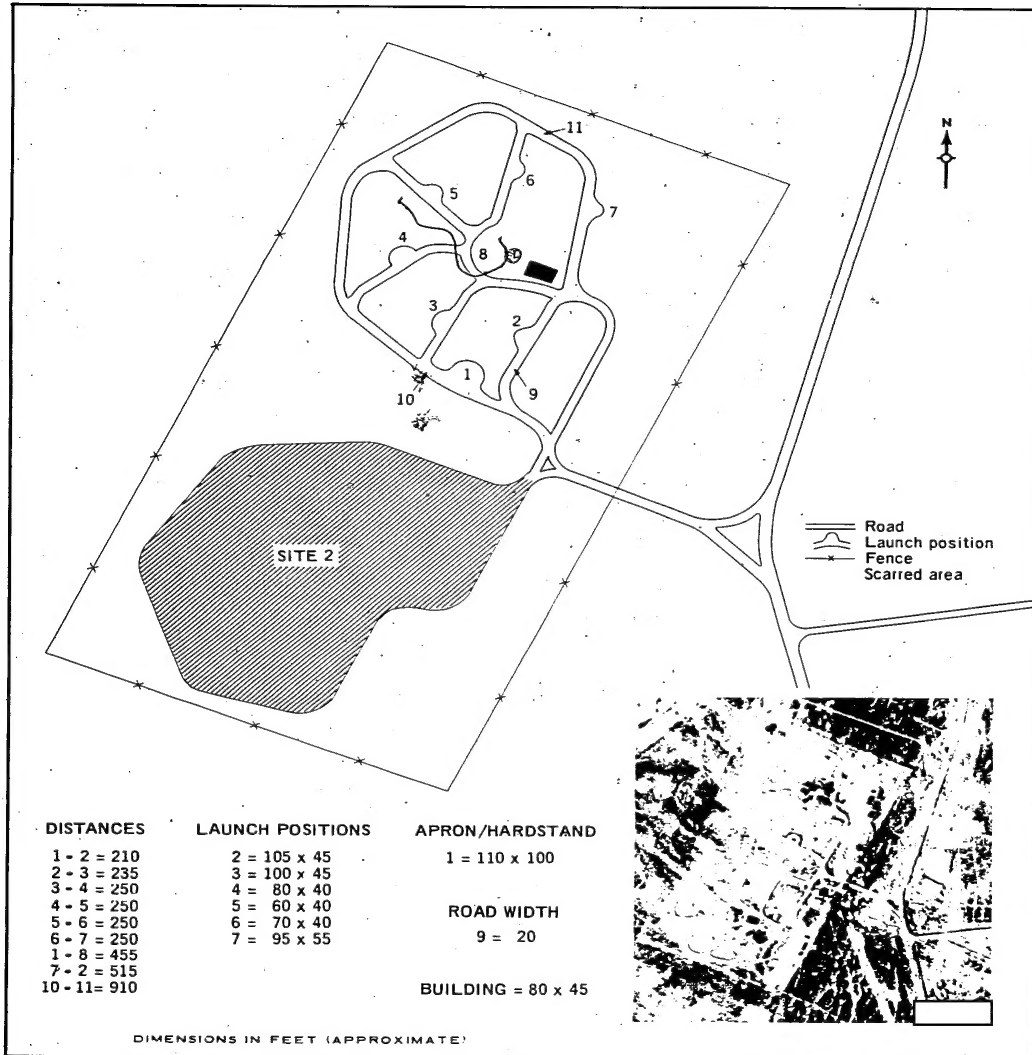 N
11
6
7
5
4
8
3
2
1
9
10
SITE 2
Road
Launch position
Fence
Scarred area
DISTANCES
1 - 2 = 210
2 - 3 = 235
3 - 4 = 250
4 - 5 = 250
5 - 6 = 250
6 - 7 = 250
1 - 8 = 455
7 - 2 = 515
10 - 11= 910
LAUNCH POSITIONS
2 = 105 x 45
3 = 100 x 45
4 = 80 x 40
5 = 60 x 40
6 = 70 x 40
7 = 95 x 55
APRON/HARDSTAND
1 = 110 x 100
ROAD WIDTH
9 = 20
BUILDING = 80 x 45
DIMENSIONS IN FEET (APPROXIMATE)